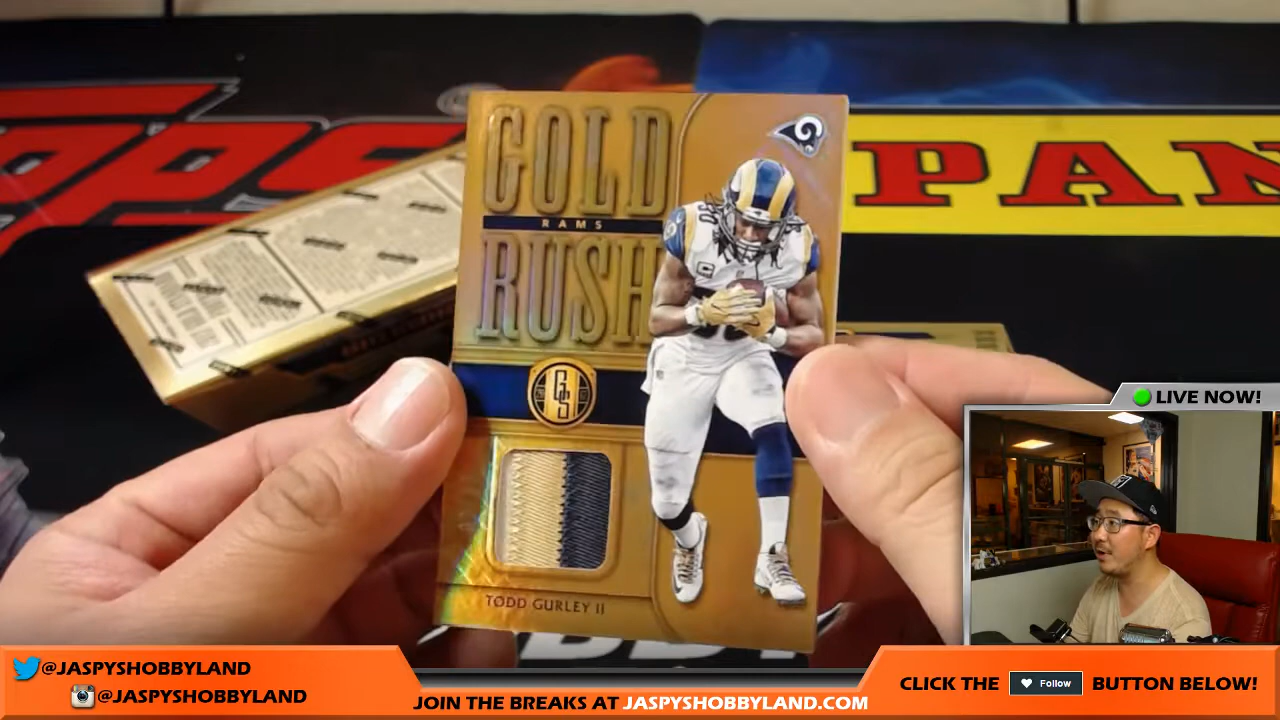 GOLD
RAMS
RUSH
GS
TODD GURLEY II
PAN
LIVE NOW!
@JASPYSHOBBYLAND
@JASPYSHOBBYLAND
JOIN THE BREAKS AT JASPYSHOBBYLAND.COM
CLICK THE Follow BUTTON BELOW!